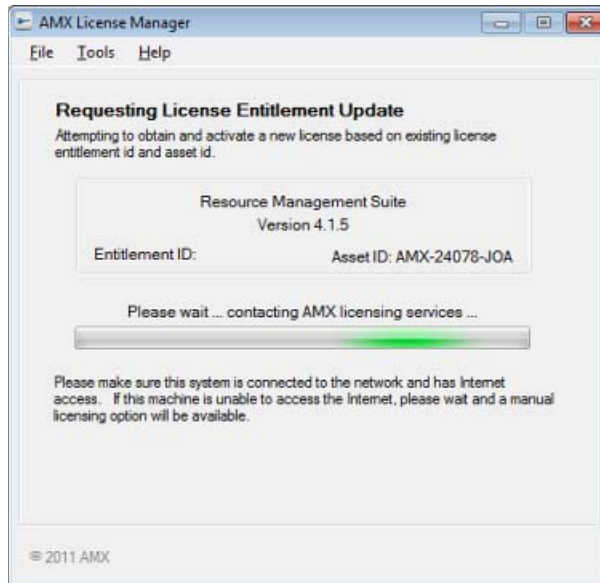 AMX License Manager
File Tools Help
Requesting License Entitlement Update
Attempting to obtain and activate a new license based on existing license
entitlement id and asset id.
Resource Management Suite
Version 4.1.5
Entitlement ID: Asset ID: AMX-24078-JOA
Please wait ... contacting AMX licensing services ...
Please make sure this system is connected to the network and has Internet
access. If this machine is unable to access the Internet, please wait and a manual
licensing option will be available.
© 2011 AMX